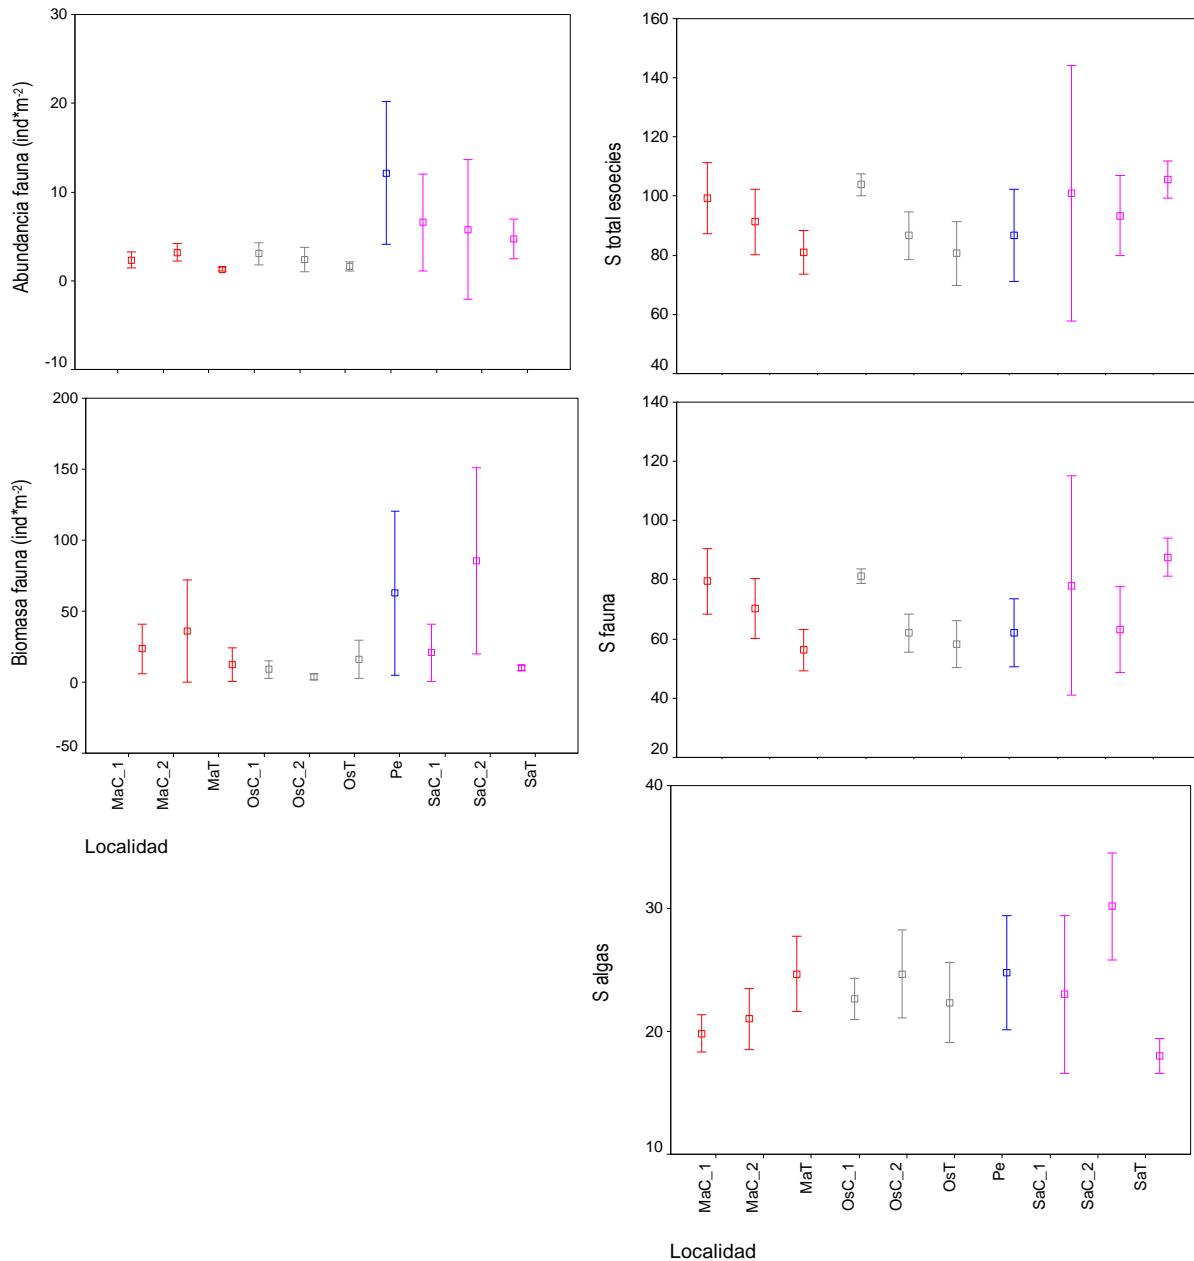 Abundancia fauna (ind*m-2)
30
20
10
0
-10
Biomasa fauna (ind*m-2)
200
150
100
50
0
-50
MaC_1
MaC_2
MaT
OsC_1
OsC_2
OsT
Pe
SaC_1
SaC_2
SaT
Localidad
S total esoecies
160
140
120
100
80
60
40
S fauna
140
120
100
80
60
40
20
S algas
40
30
20
10
MaC_1
MaC_2
MaT
OsC_1
OsC_2
OsT
Pe
SaC_1
SaC_2
SaT
Localidad